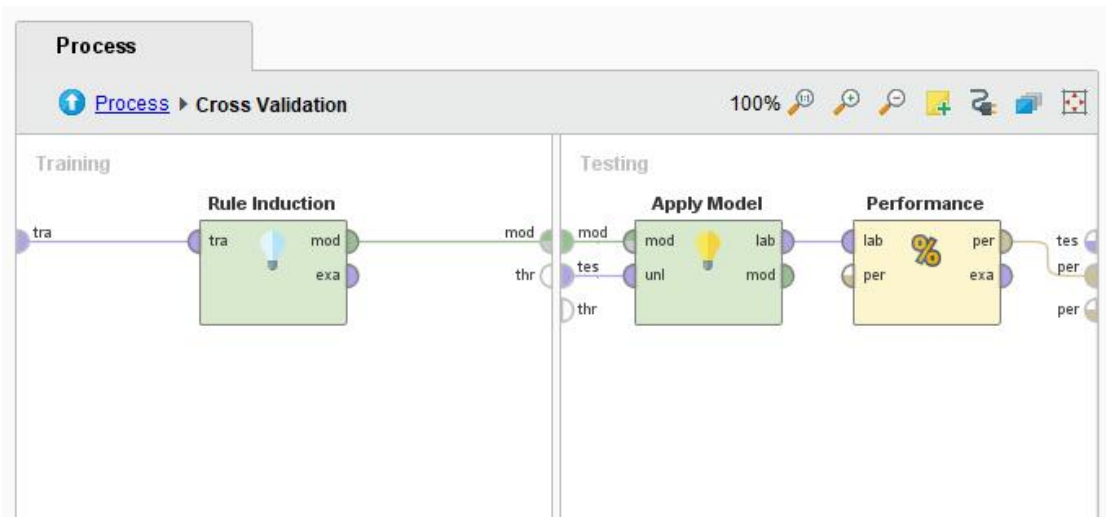 Process
Process ▸ Cross Validation
100%
Training
Testing
Rule Induction
Apply Model
Performance
tra
tra
mod
exa
mod
thr
mod
tes
thr
mod
unl
lab
mod
lab
per
per
exa
tes
per
per